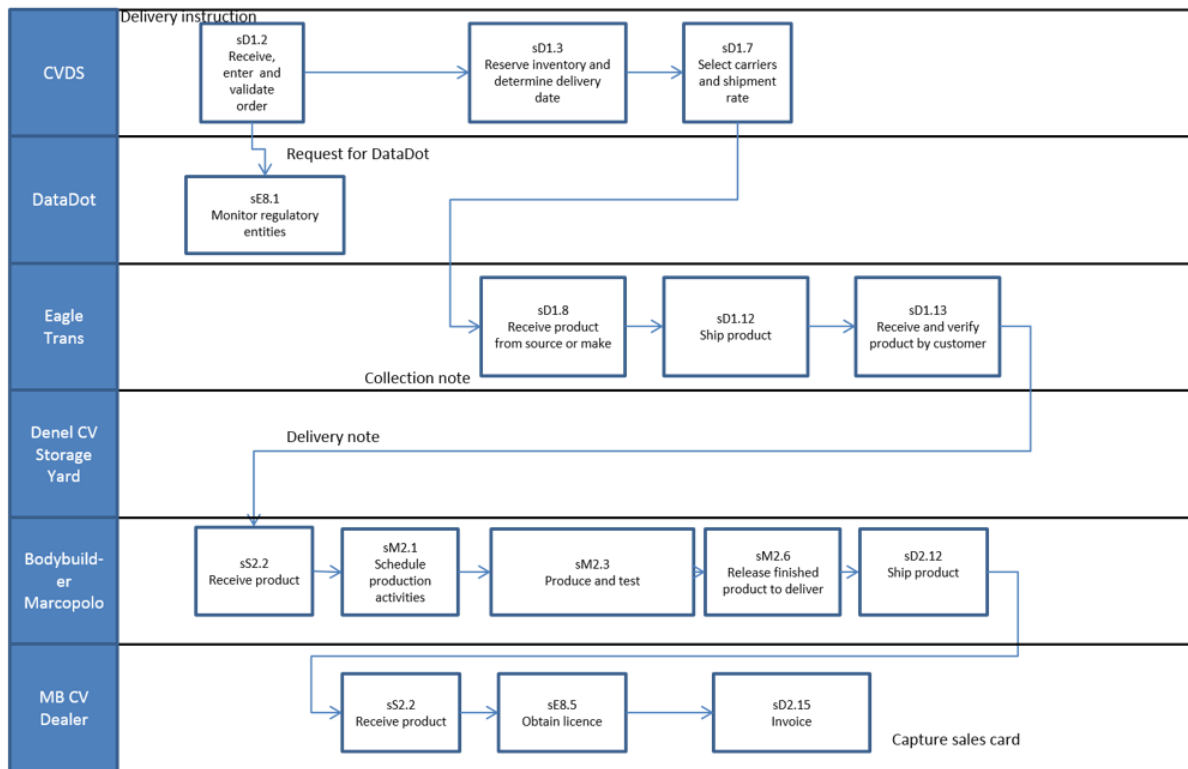 Delivery instruction
CVDS
sD1.2
Receive,
enter and
validate
order
sD1.3
Reserve inventory and
determine delivery
date
sD1.7
Select carriers
and shipment
rate
DataDot
Request for DataDot
sE8.1
Monitor regulatory
entities
Eagle
Trans
sD1.8
Receive product
from source or make
sD1.12
Ship product
sD1.13
Receive and verify
product by customer
Collection note
Denel CV
Storage
Yard
Delivery note
Bodybuild-
er
Marcopolo
sS2.2
Receive product
sM2.1
Schedule
production
activities
sM2.3
Produce and test
sM2.6
Release finished
product to deliver
sD2.12
Ship product
MB CV
Dealer
sS2.2
Receive product
sE8.5
Obtain licence
sD2.15
Invoice
Capture sales card